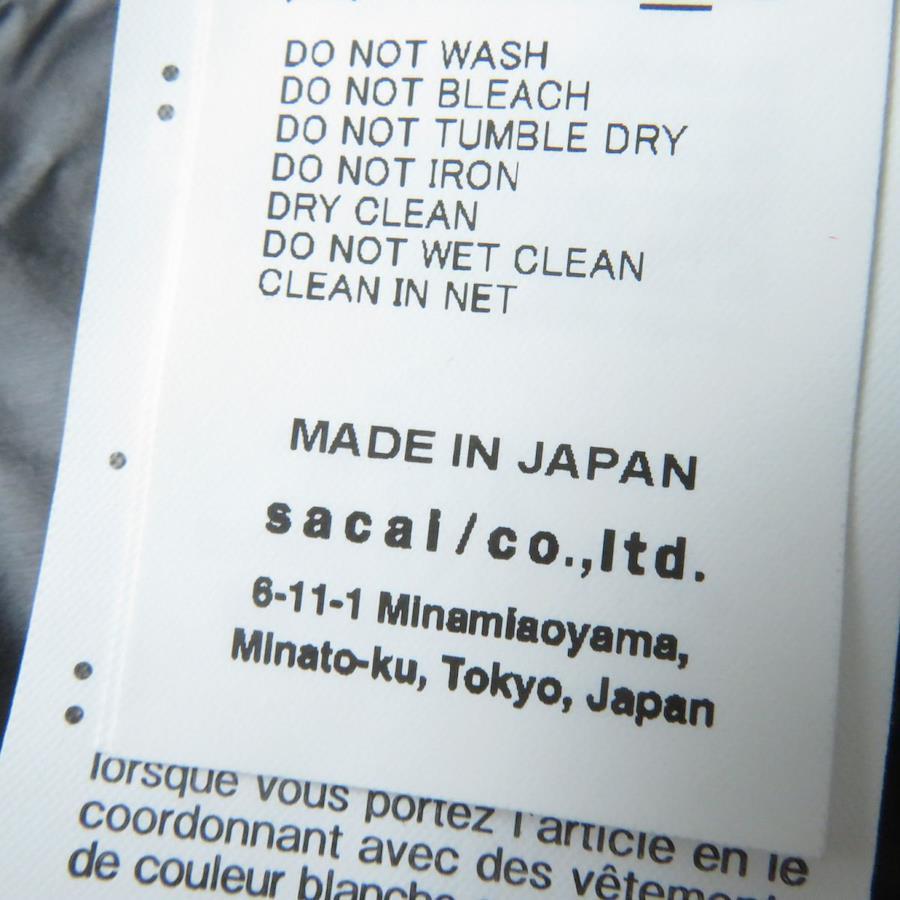 DO NOT WASH
DO NOT BLEACH
DO NOT TUMBLE DRY
DO NOT IRON
DRY CLEAN
DO NOT WET CLEAN
CLEAN IN NET
MADE IN JAPAN
sacai/co.,ltd.
6-11-1 Minamiaoyama,
Minato-ku, Tokyo, Japan
lorsque vous portez l'article en le
coordonnant avec des
de couleur